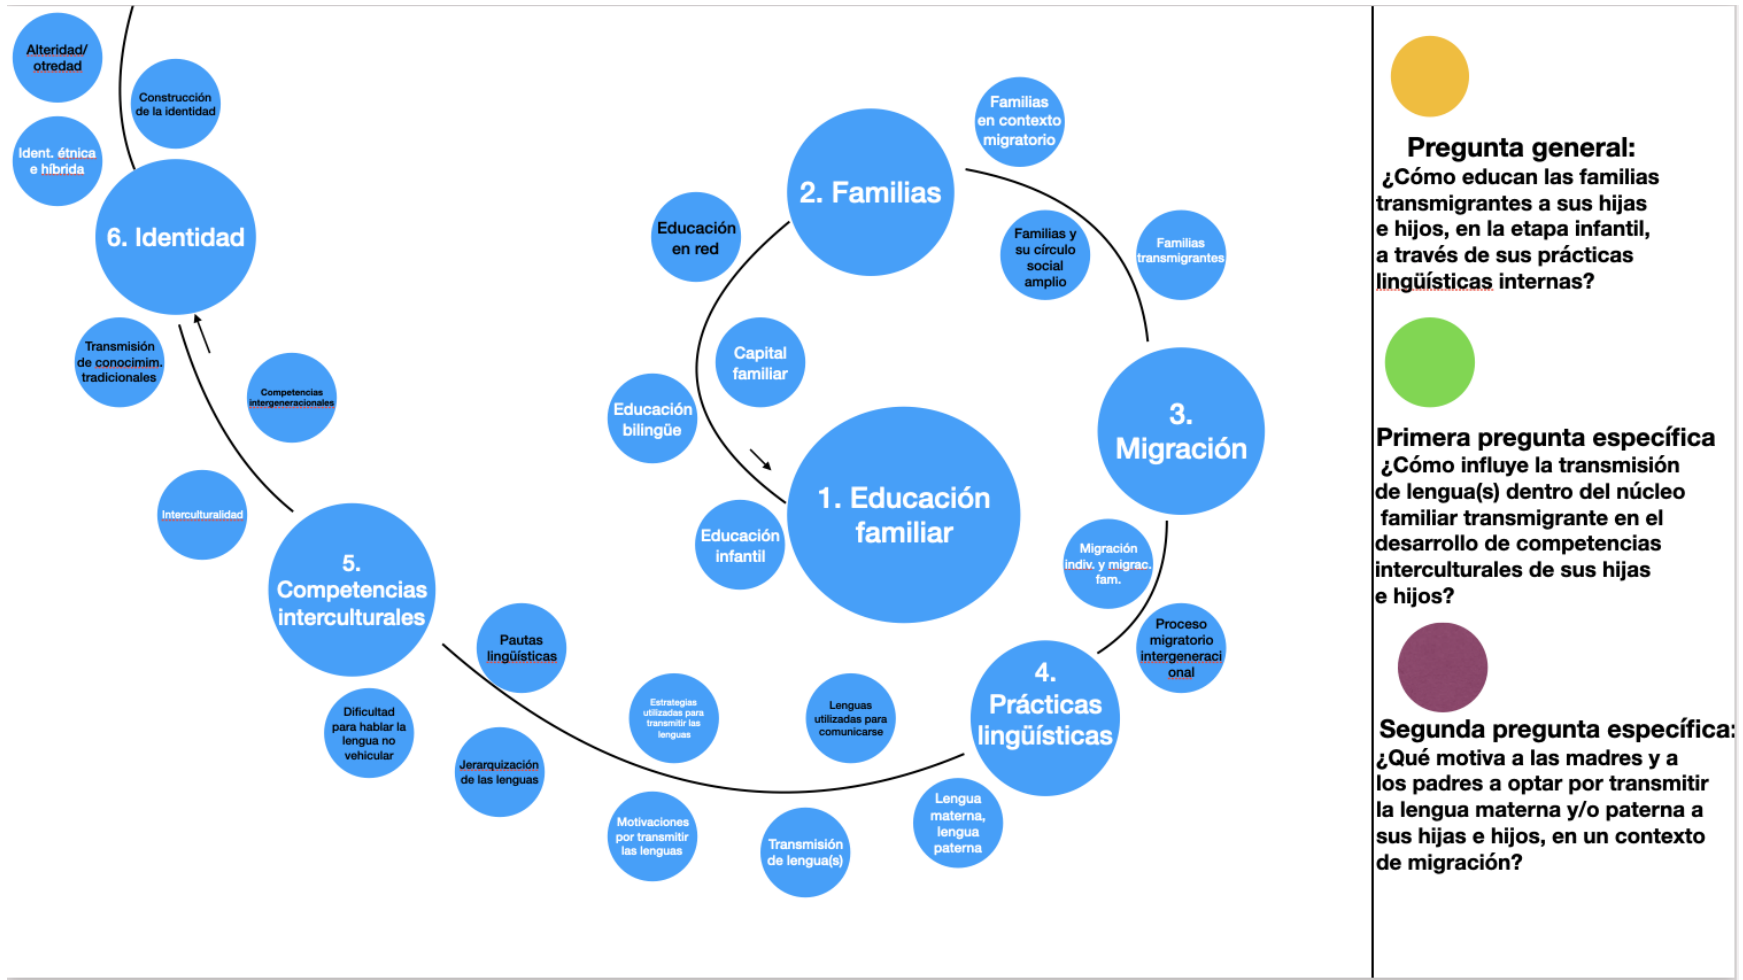 Alteridad/
otredad
Construcción
de la identidad
Ident. étnica
e híbrida
6. Identidad
Transmisión
de conocimim.
tradicionales
Competencias
intergeneracionales
Interculturalidad
5.
Competencias
interculturales
Dificultad
para hablar la
lengua no
vehicular
Pautas
lingüísticas
Jerarquización
de las lenguas
Estrategias
utilizadas para
transmitir las
lenguas
Motivaciones
por transmitir
las lenguas
Lenguas
utilizadas para
comunicarse
Transmisión
de lengua(s)
Lengua
materna,
lengua
paterna
4.
Prácticas
lingüísticas
Proceso
migratorio
intergeneraci
onal
Migración
indiv. y migrac.
fam.
3.
Migración
Familias
transmigrantes
Familias y
su círculo
social
amplio
Familias
en contexto
migratorio
2. Familias
Educación
en red
Capital
familiar
Educación
bilingüe
Educación
infantil
1. Educación
familiar
Pregunta general:
¿Cómo educan las familias
transmigrantes a sus hijas
e hijos, en la etapa infantil,
a través de sus prácticas
lingüísticas internas?
Primera pregunta específica
¿Cómo influye la transmisión
de lengua(s) dentro del núcleo
familiar transmigrante en el
desarrollo de competencias
interculturales de sus hijas
e hijos?
Segunda pregunta específica:
¿Qué motiva a las madres y a
los padres a optar por transmitir
la lengua materna y/o paterna a
sus hijas e hijos, en un contexto
de migración?